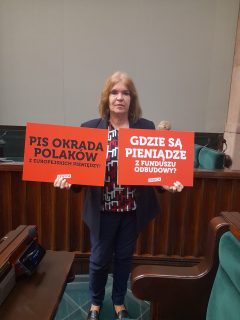 PIS OKRADA
POLAKÓW
Z EUROPEJSKICH PIENIĘDZY!
GDZIE SĄ
PIENIĄDZE
Z FUNDUSZU
ODBUDOWY?